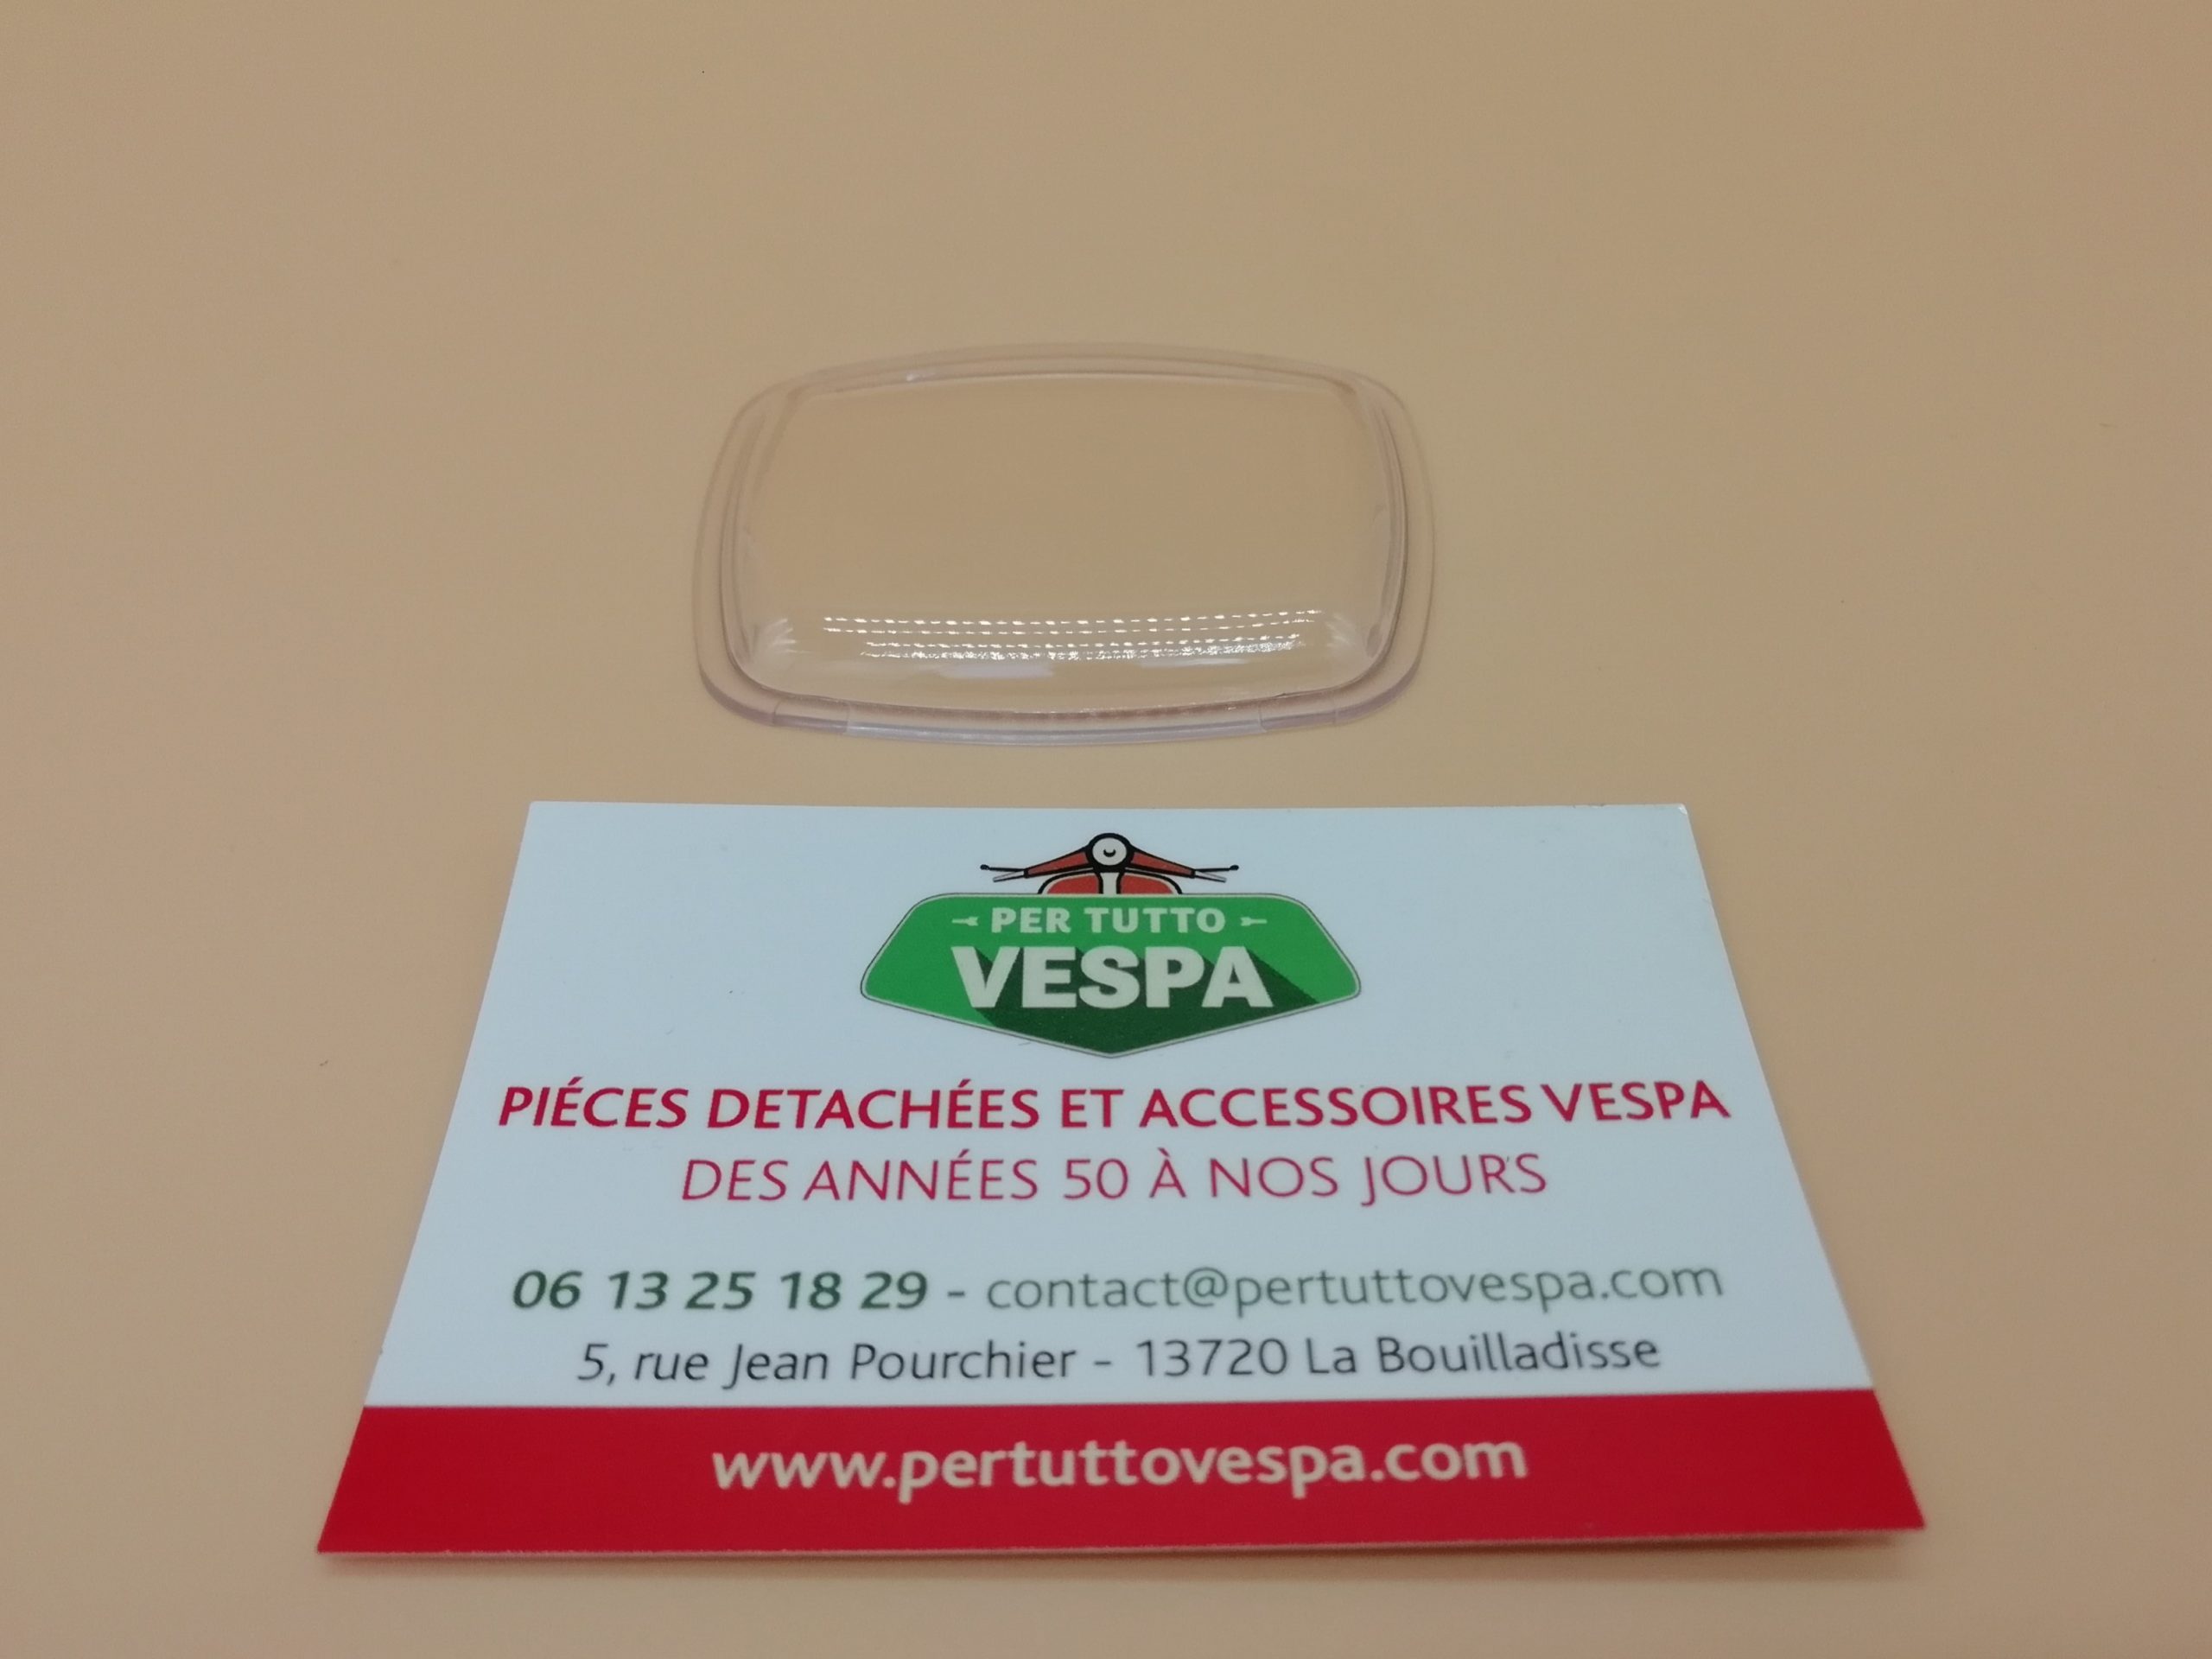 PER TUTTO
VESPA
PIÉCES DETACHÉES ET ACCESSOIRES VESPA
DES ANNÉES 50 À NOS JOURS
06 13 25 18 29 - contact@pertuttovespa.com
5, rue Jean Pourchier - 13720 La Bouilladisse
www.pertuttovespa.com